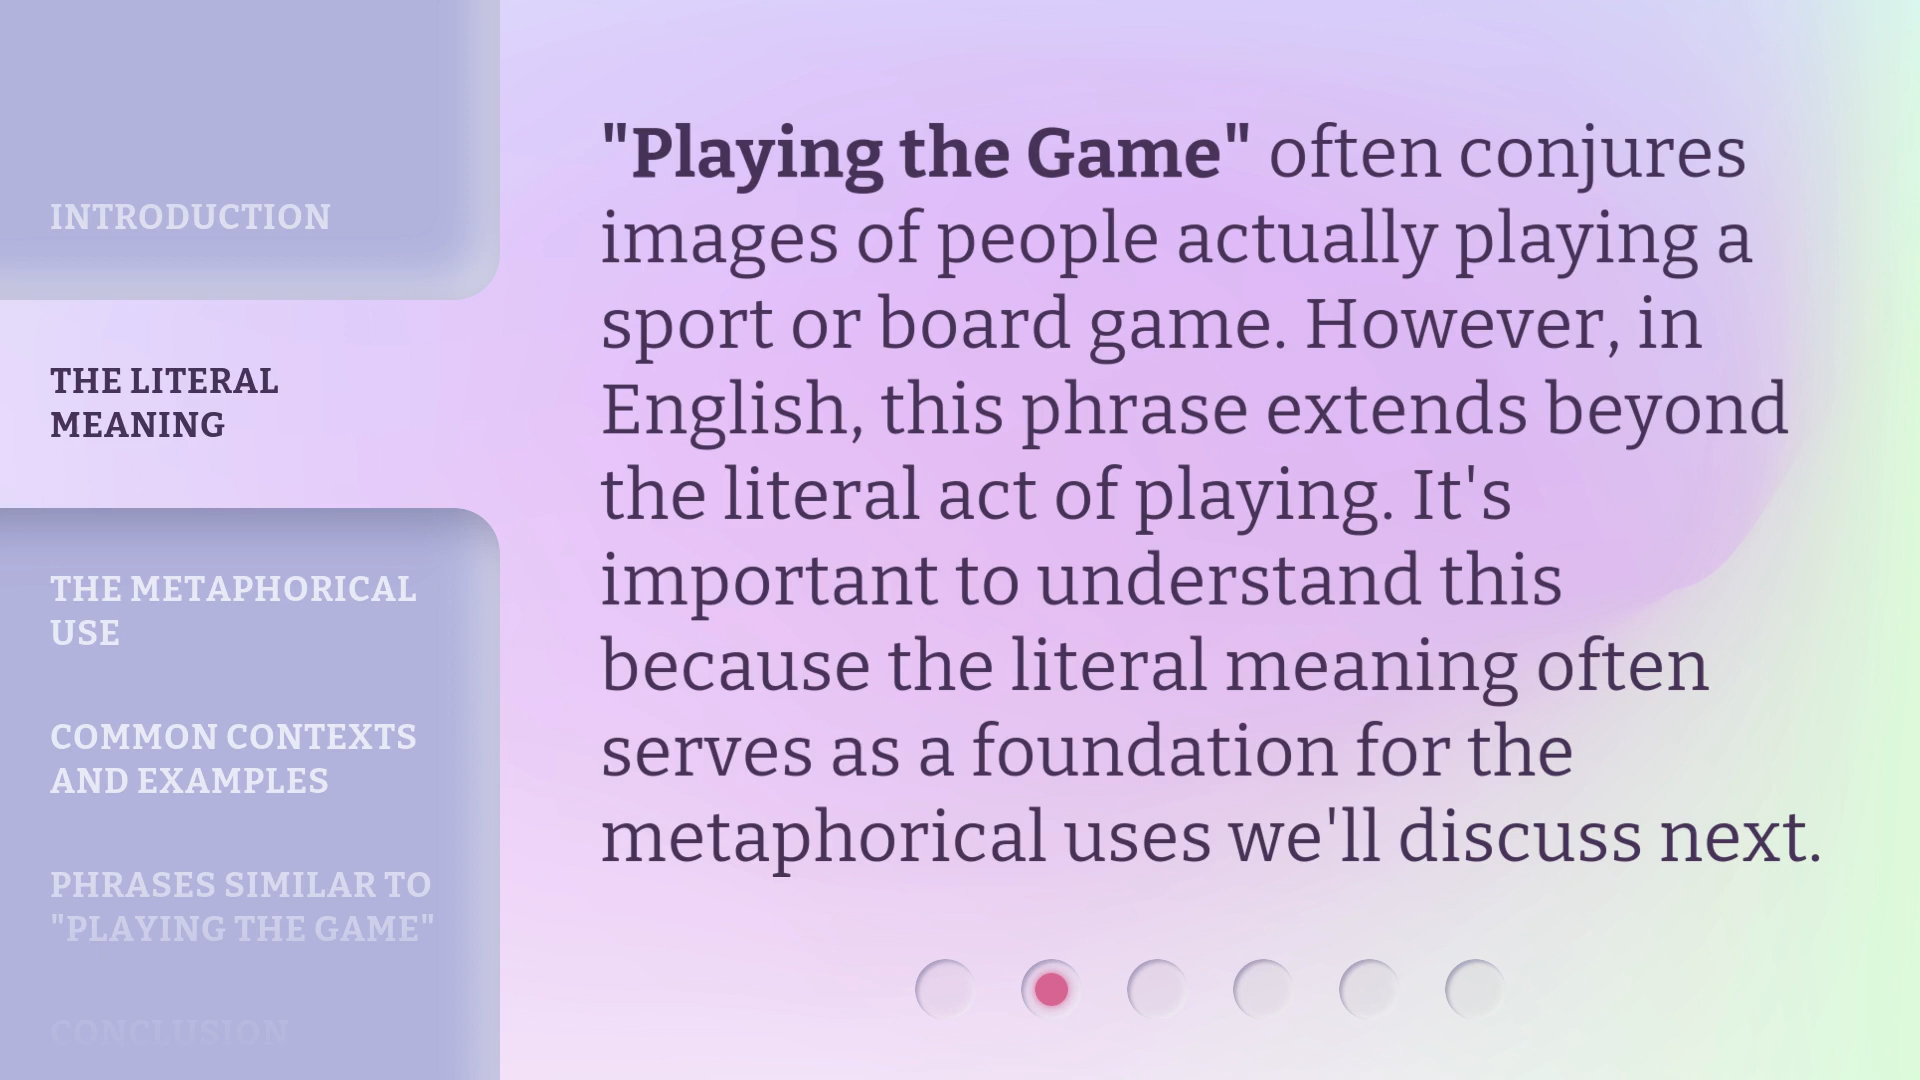 INTRODUCTION
THE LITERAL
MEANING
THE METAPHORICAL
USE
COMMON CONTEXTS
AND EXAMPLES
PHRASES SIMILAR TO
"PLAYING THE GAME"
CONCLUSION
"Playing the Game" often conjures
images of people actually playing a
sport or board game. However, in
English, this phrase extends beyond
the literal act of playing. It's
important to understand this
because the literal meaning often
serves as a foundation for the
metaphorical uses we'll discuss next.